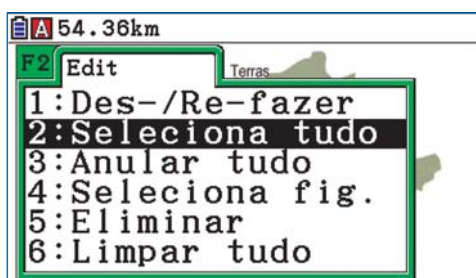 A 54.36km
F2 Edit Terras
1:Des-/Re-fazer
2:Seleciona tudo
3:Anular tudo
4:Seleciona fig.
5:Eliminar
6:Limpar tudo